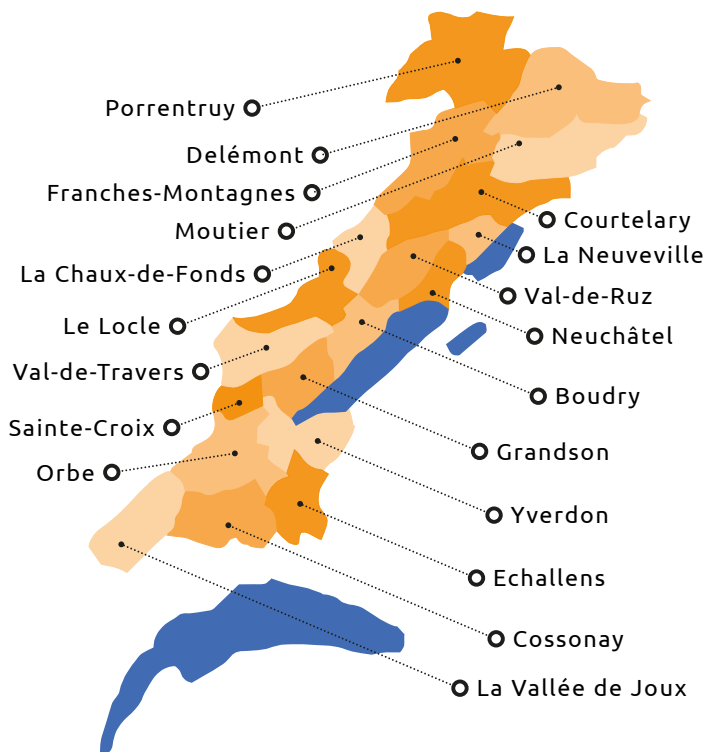 Porrentruy
Delémont
Franches-Montagnes
Moutier
La Chaux-de-Fonds
Le Locle
Val-de-Travers
Sainte-Croix
Orbe
Courtelary
La Neuveville
Val-de-Ruz
Neuchâtel
Boudry
Grandson
Yverdon
Echallens
Cossonay
La Vallée de Joux